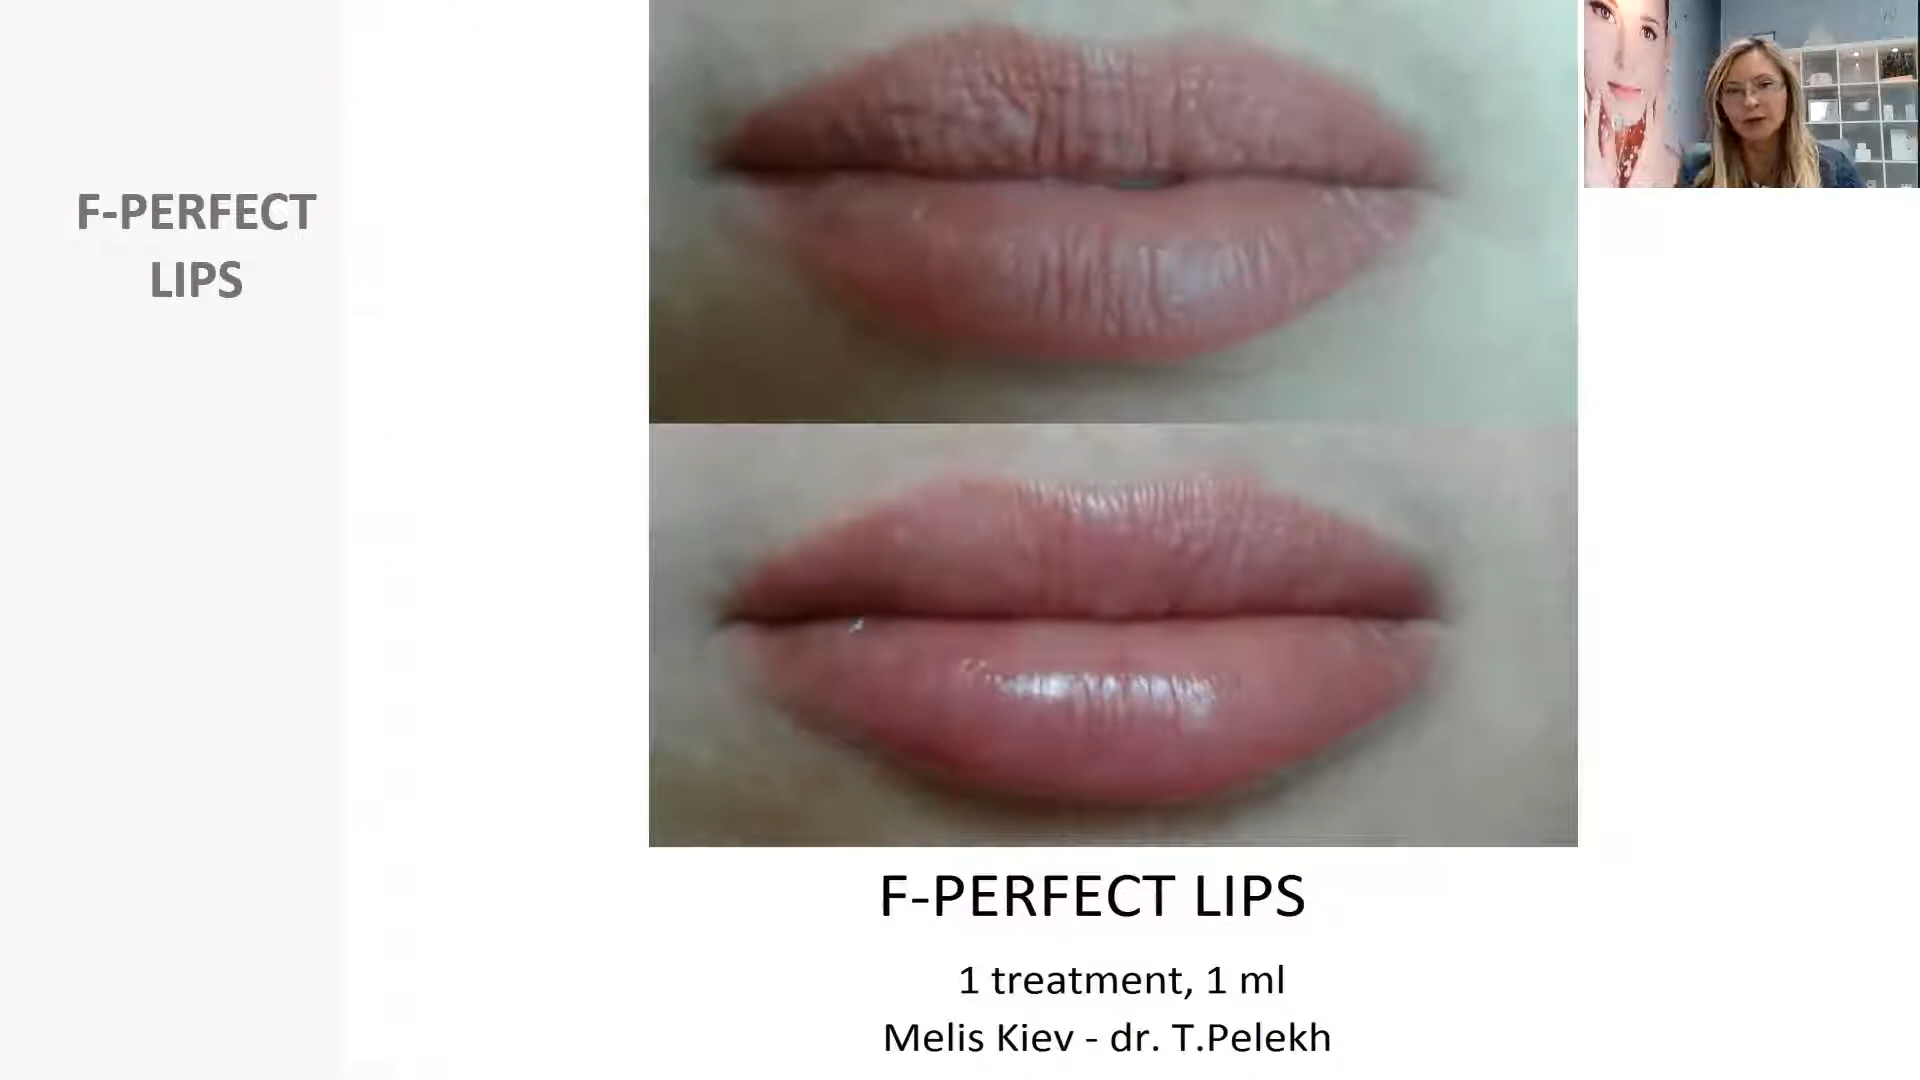 F-PERFECT
LIPS
F-PERFECT LIPS
1 treatment, 1 ml
Melis Kiev - dr. T.Pelekh